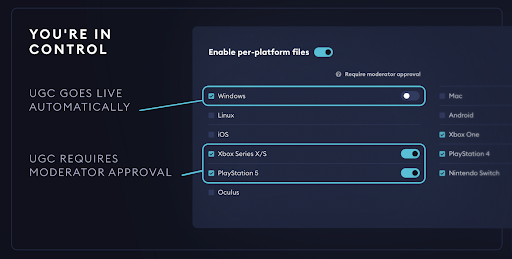 YOU'RE IN
CONTROL
Enable per-platform files
Require moderator approval
UGC GOES LIVE
AUTOMATICALLY
Windows
Mac
Linux
Android
iOS
Xbox One
UGC REQUIRES
MODERATOR APPROVAL
Xbox Series X/S
PlayStation 4
PlayStation 5
Nintendo Switch
Oculus